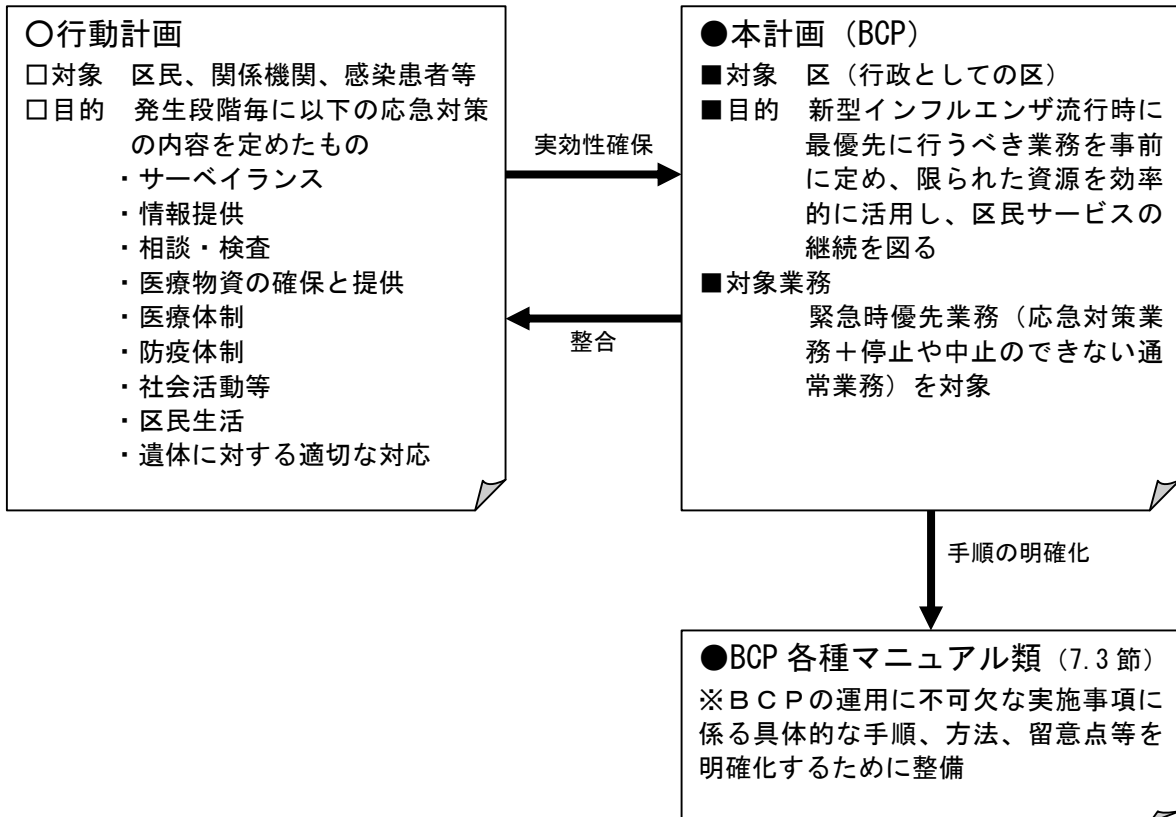 〇行動計画
□対象　区民、関係機関、感染患者等
□目的　発生段階毎に以下の応急対策
の内容を定めたもの
・サーベイランス
・情報提供
・相談・検査
・医療物資の確保と提供
・医療体制
・防疫体制
・社会活動等
・区民生活
・遺体に対する適切な対応
実効性確保
整合
●本計画（BCP）
■対象　区（行政としての区）
■目的　新型インフルエンザ流行時に
最優先に行うべき業務を事前
に定め、限られた資源を効率
的に活用し、区民サービスの
継続を図る
■対象業務
緊急時優先業務（応急対策業
務＋停止や中止のできない通
常業務）を対象
手順の明確化
●BCP 各種マニュアル類（7.3 節）
※ＢＣＰの運用に不可欠な実施事項に
係る具体的な手順、方法、留意点等を
明確化するために整備